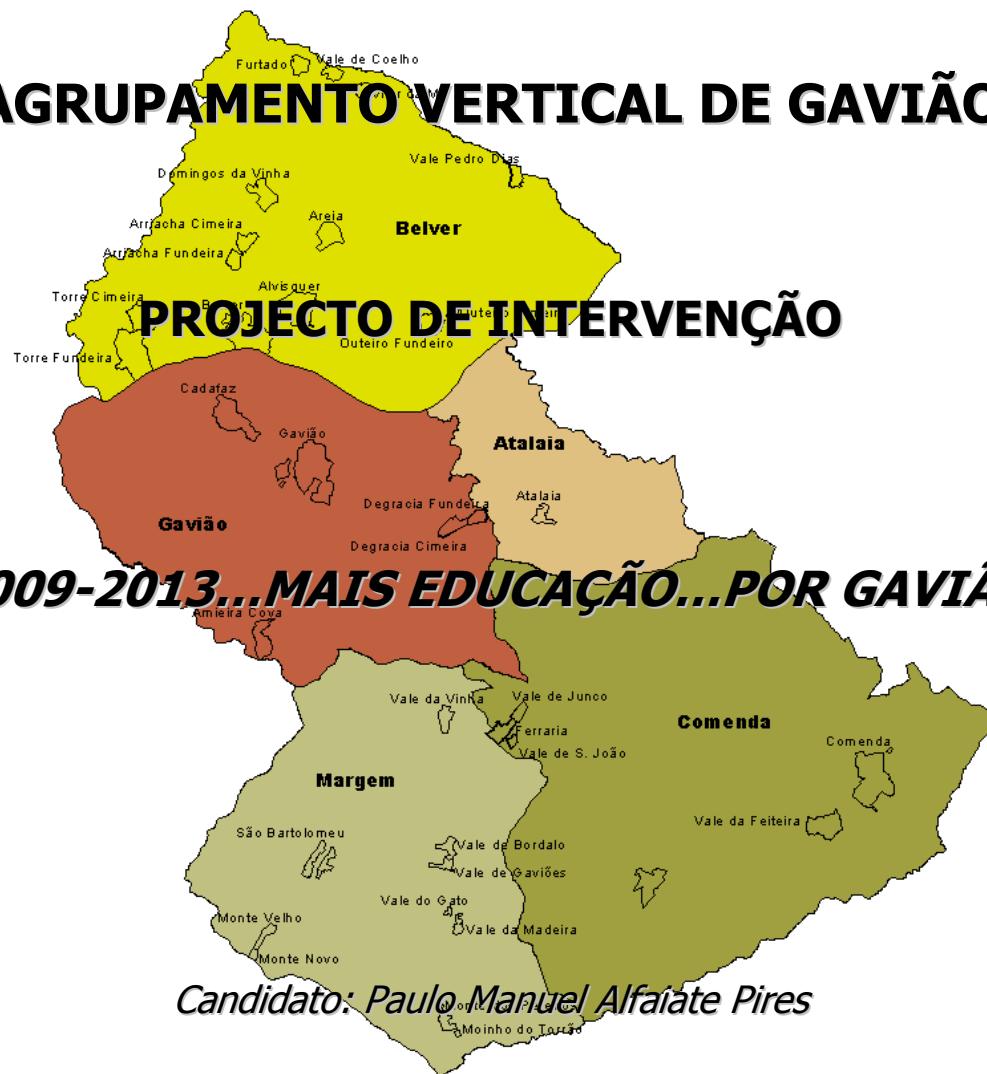 Furtado
Vale de Coelho
AGRUPAMENTO VERTICAL DE GAVIÃO
Vale Pedro Dias
Domingos da Vinha
Areia
Arriacha Cimeira
Belver
Arriacha Fundeira
Alvisquer
Torre Cimeira
PROJECTO DE INTERVENÇÃO
Outeiro Fundeiro
Torre Fundeira
Cadafaz
Gavião
Atalaia
Atalaia
Degracia Fundeira
Gavião
Degracia Cimeira
009-2013...MAIS EDUCAÇÃO...POR GAVIÃ
Amieira Cova
Vale da Vinha
Vale de Junco
Comenda
Ferraria
Comenda
Vale de S. João
Margem
Vale da Feiteira
São Bartolomeu
Vale de Bordalo
Vale de Gaviões
Vale do Gato
Monte Velho
Vale da Madeira
Monte Novo
Candidato: Paulo Manuel Alfaiate Pires
Moinho do Torrão